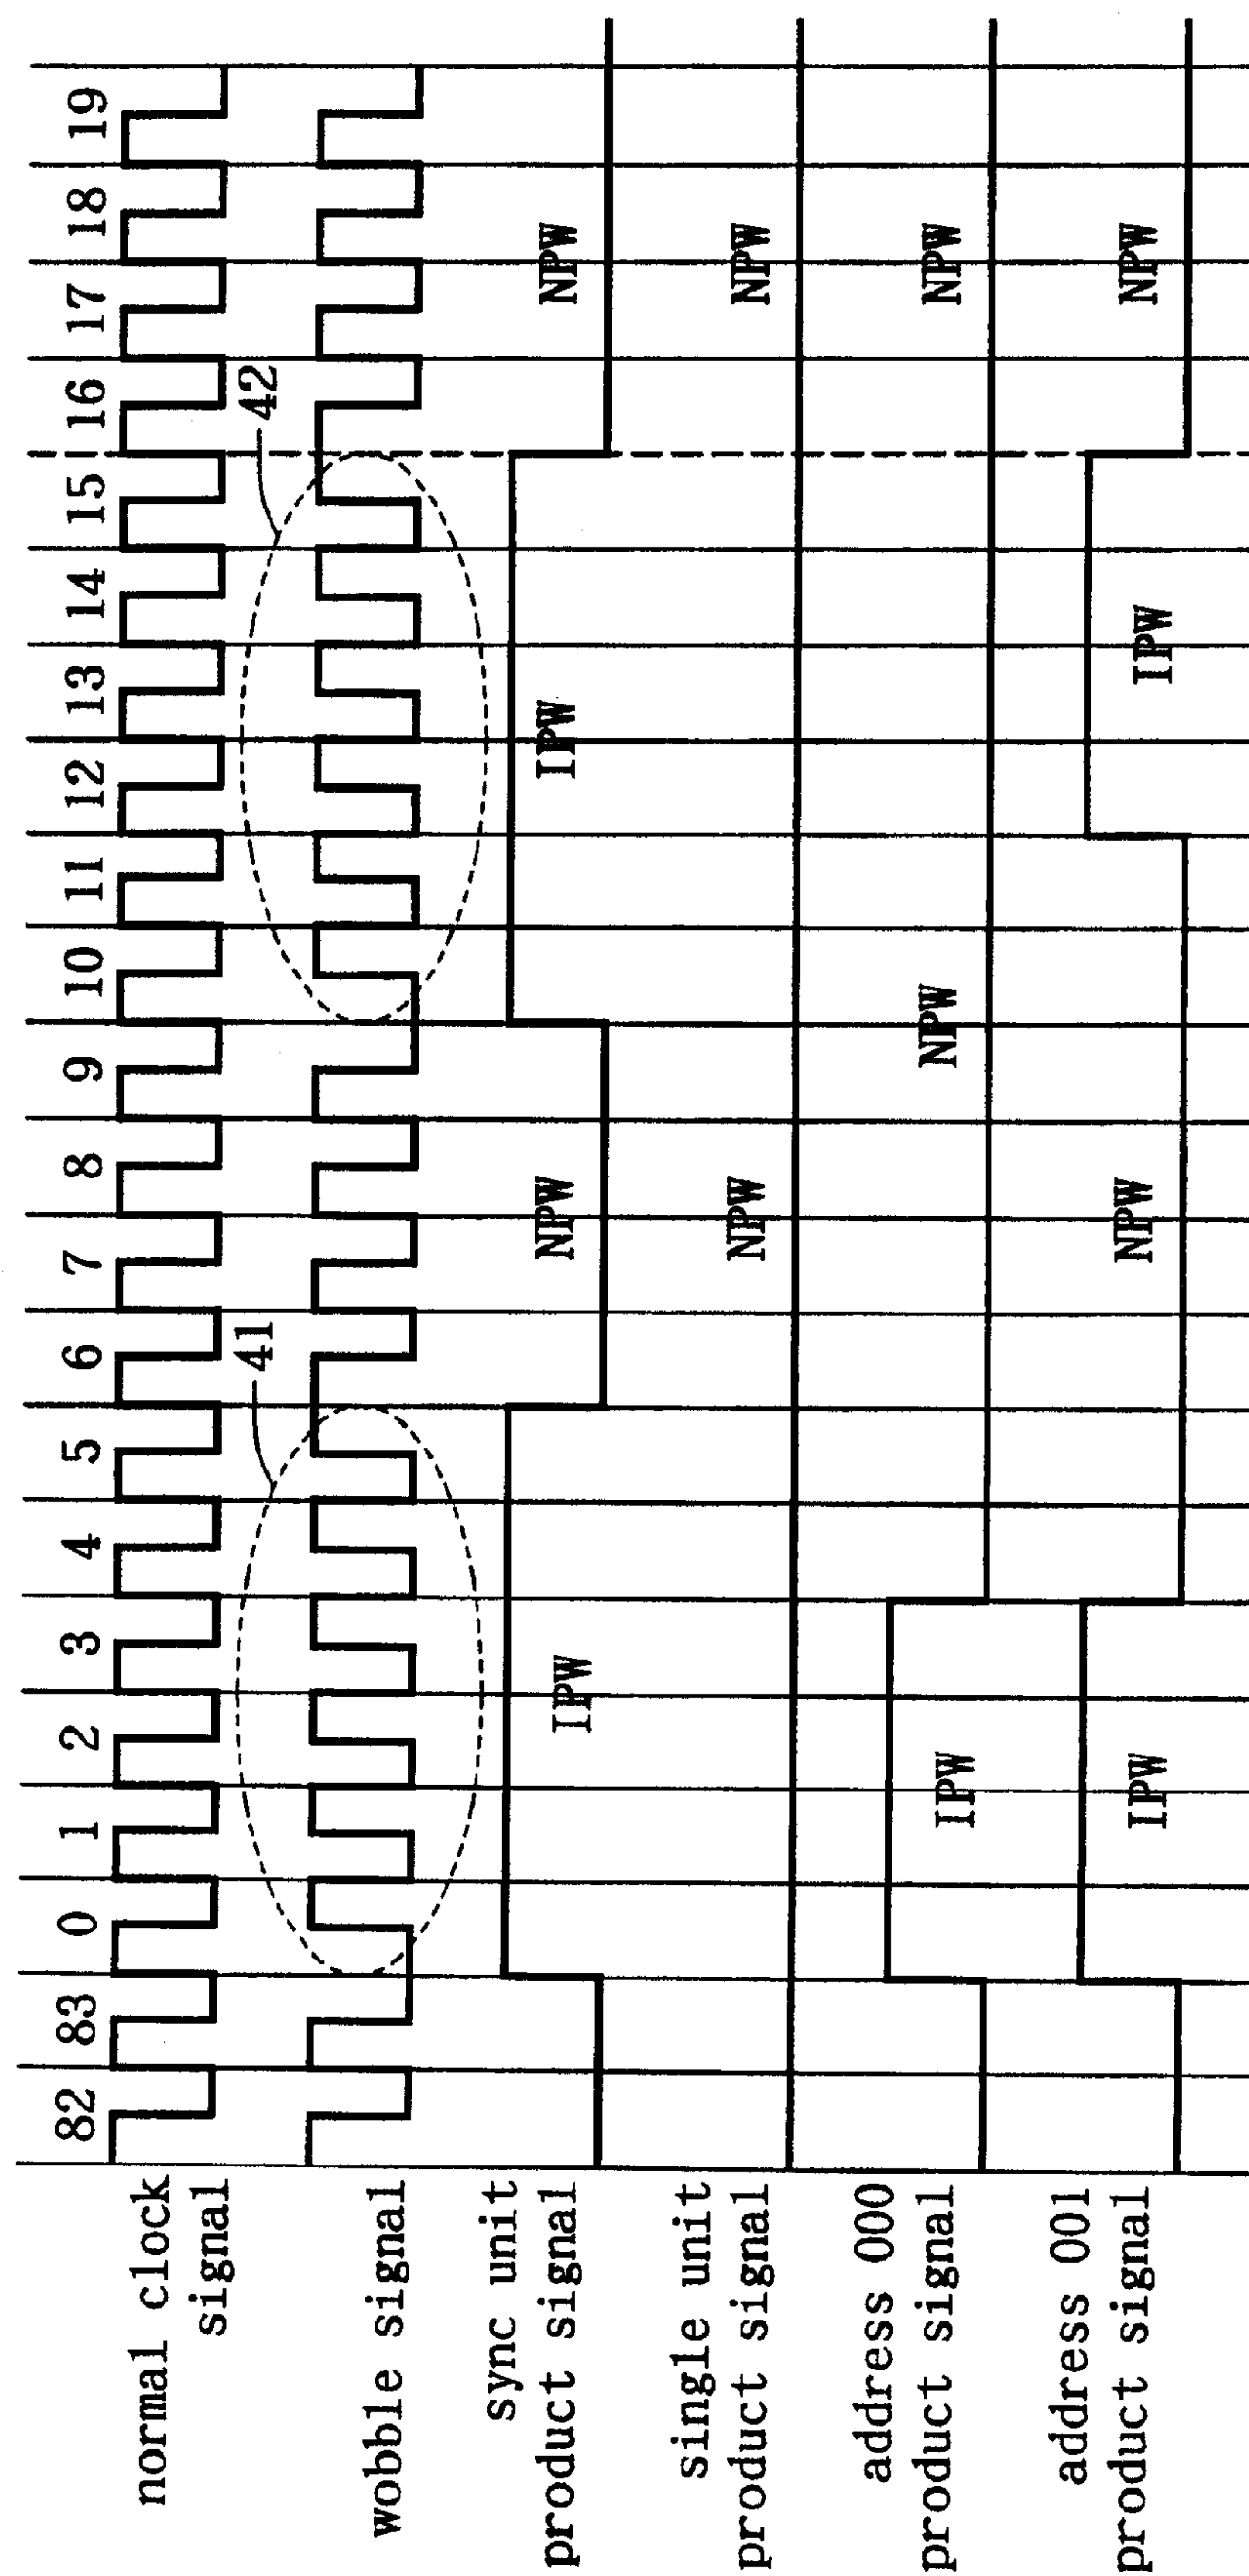 82 83 0 1 2 3 4 5 6 7 8 9 10 11 12 13 14 15 16 17 18 19
normal clock
signal
41
42
wobble signal
sync unit
product signal
IPW NPW IPW NPW
single unit
product signal
NPW NPW
address 000
product signal
IPW NPW NPW
address 001
product signal
IPW NPW IPW NPW